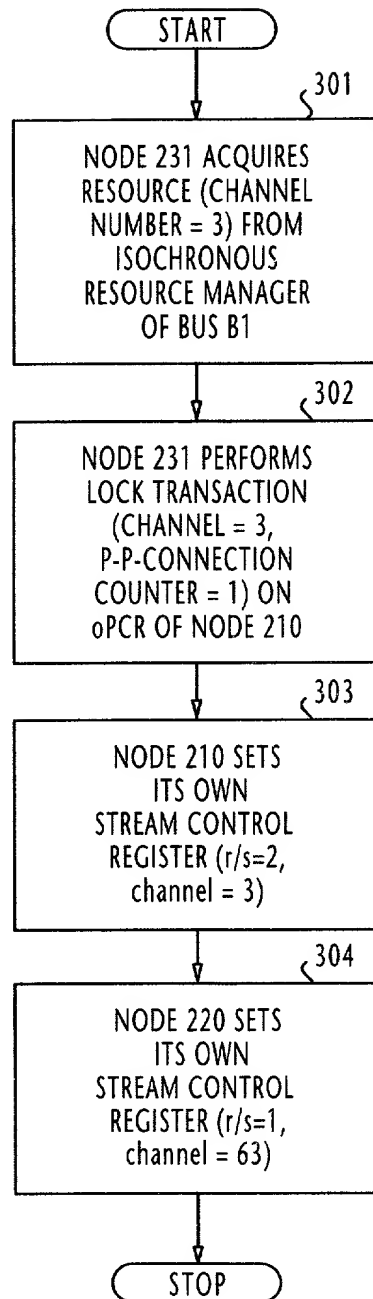 START
301
NODE 231 ACQUIRES
RESOURCE (CHANNEL
NUMBER = 3) FROM
ISOCHRONOUS
RESOURCE MANAGER
OF BUS B1
302
NODE 231 PERFORMS
LOCK TRANSACTION
(CHANNEL = 3,
P-P-CONNECTION
COUNTER = 1) ON
oPCR OF NODE 210
303
NODE 210 SETS
ITS OWN
STREAM CONTROL
REGISTER (r/s=2,
channel = 3)
304
NODE 220 SETS
ITS OWN
STREAM CONTROL
REGISTER (r/s=1,
channel = 63)
STOP